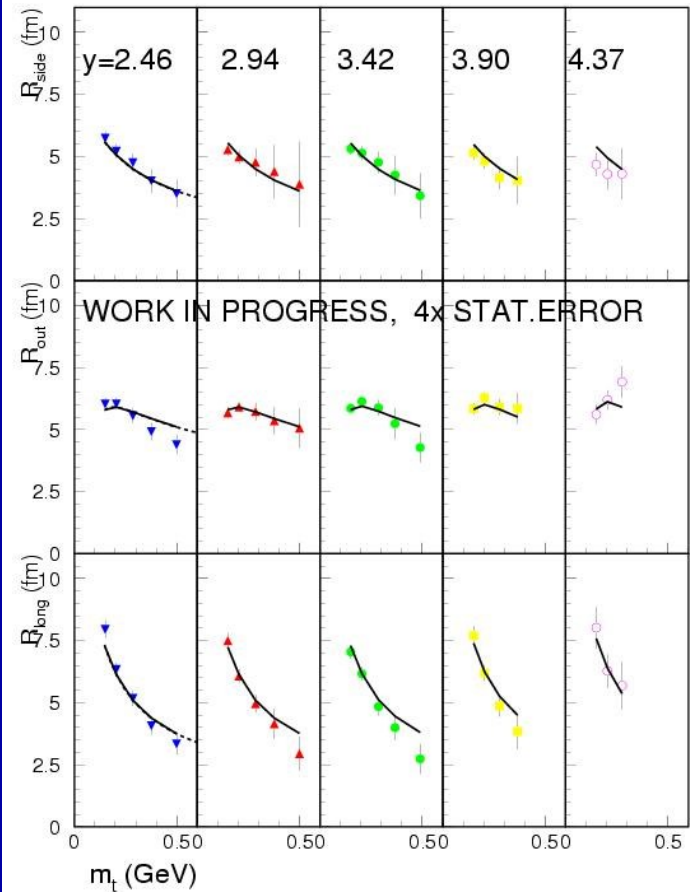 R_side (fm)
10
7.5
5
2.5
0
y=2.46 2.94 3.42 3.90 4.37
R_out (fm)
10
7.5
5
2.5
0
WORK IN PROGRESS, 4x STAT.ERROR
R_long (fm)
10
7.5
5
2.5
0
0 0.50 0.50 0.50 0.50 0.5
m_t (GeV)